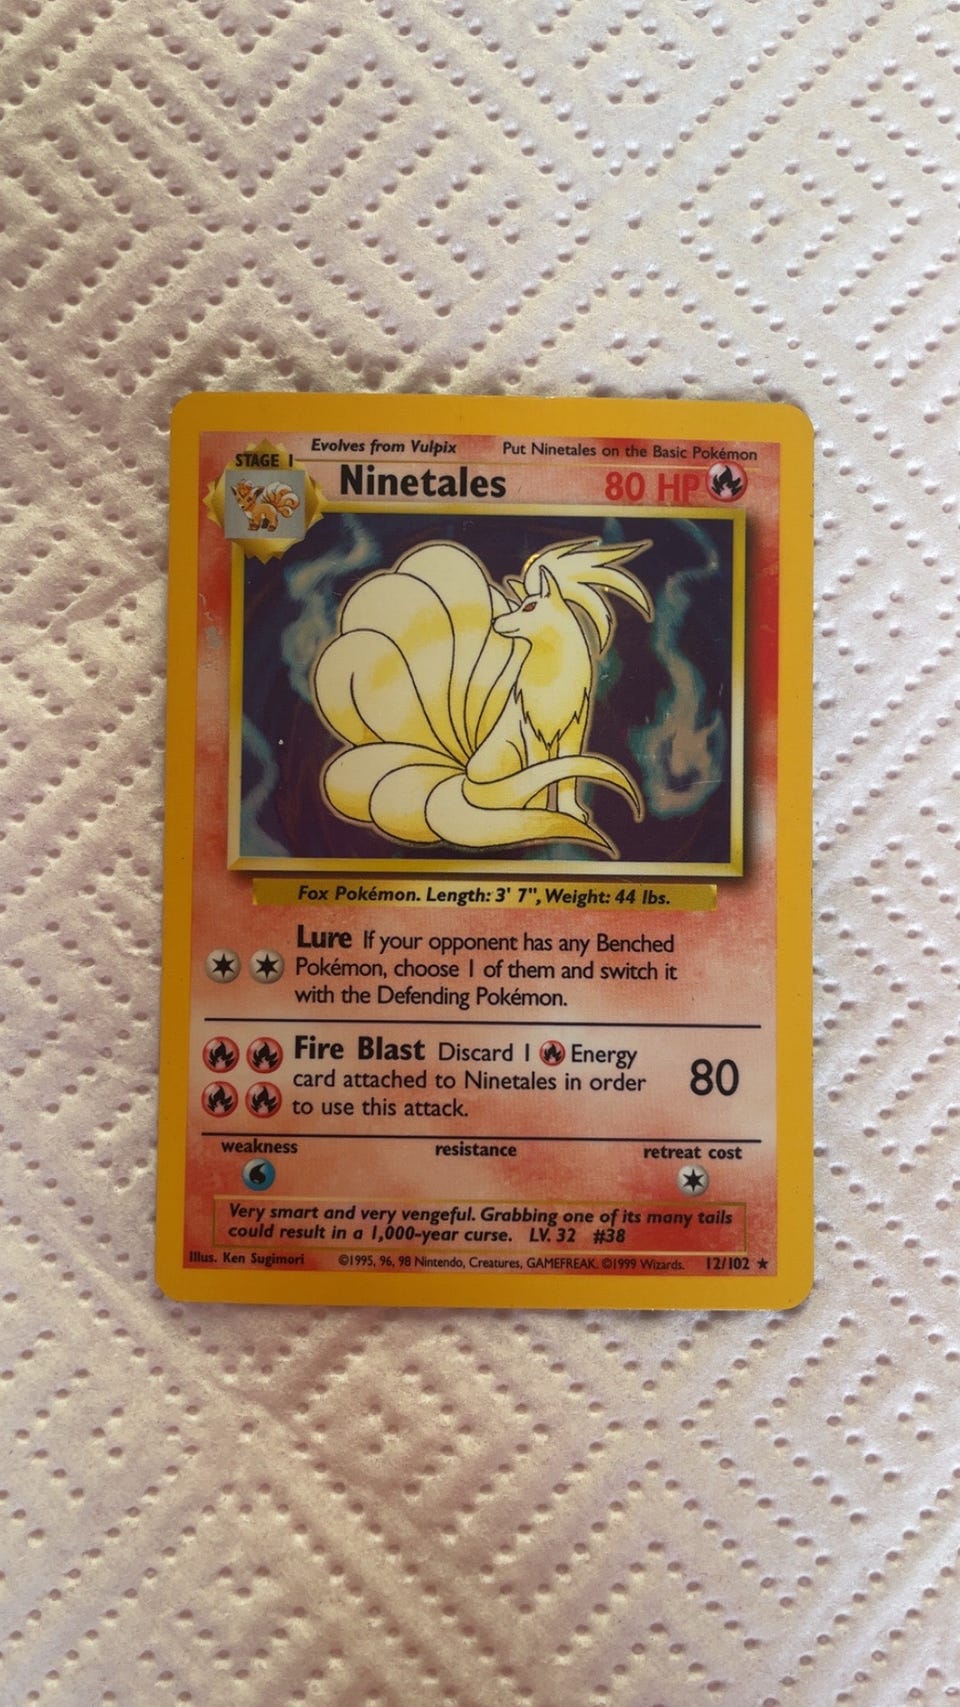 Evolves from Vulpix
Put Ninetales on the Basic Pokémon
STAGE 1
Ninetales
80 HP
Fox Pokémon. Length: 3' 7", Weight: 44 lbs.
Lure If your opponent has any Benched
Pokémon, choose 1 of them and switch it
with the Defending Pokémon.
Fire Blast Discard 1 Energy
card attached to Ninetales in order
to use this attack.
80
weakness
resistance
retreat cost
Very smart and very vengeful. Grabbing one of its many tails
could result in a 1,000-year curse. LV. 32 #38
Illus. Ken Sugimori
©1995, 96, 98 Nintendo, Creatures, GAMEFREAK. ©1999 Wizards.
12/102 ★